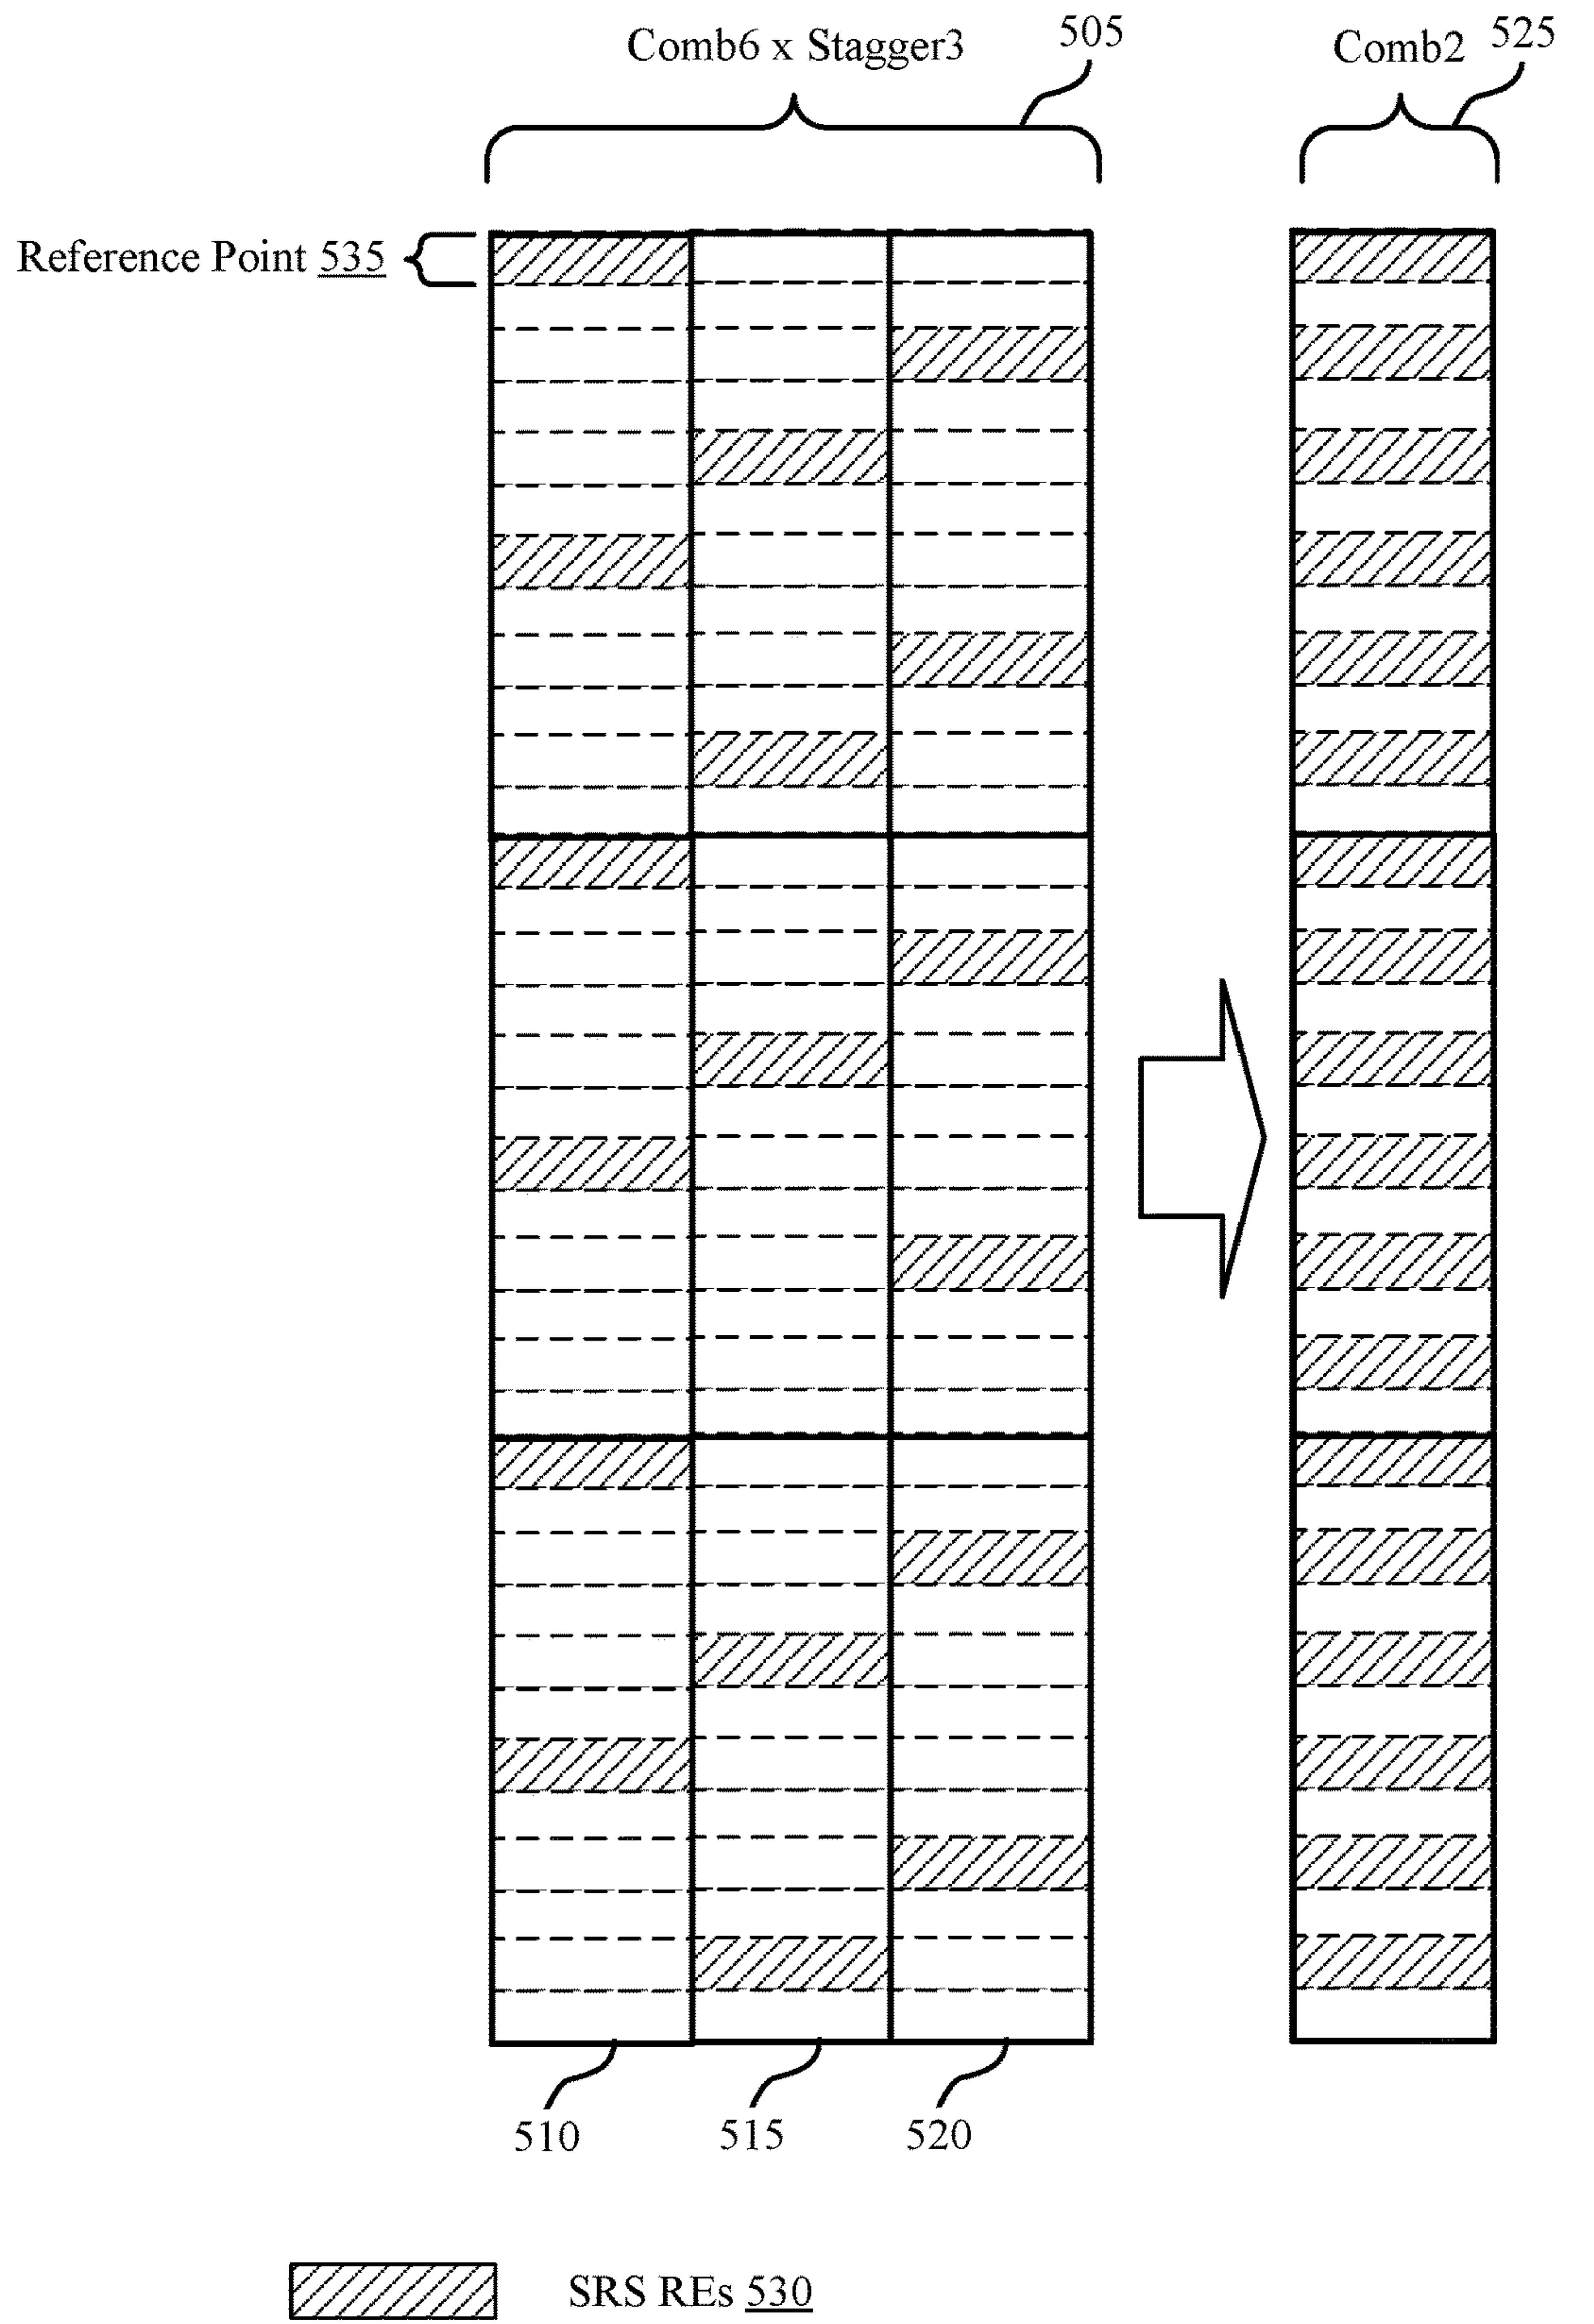 Comb6 x Stagger3 505
Comb2 525
Reference Point 535
510 515 520
SRS REs 530